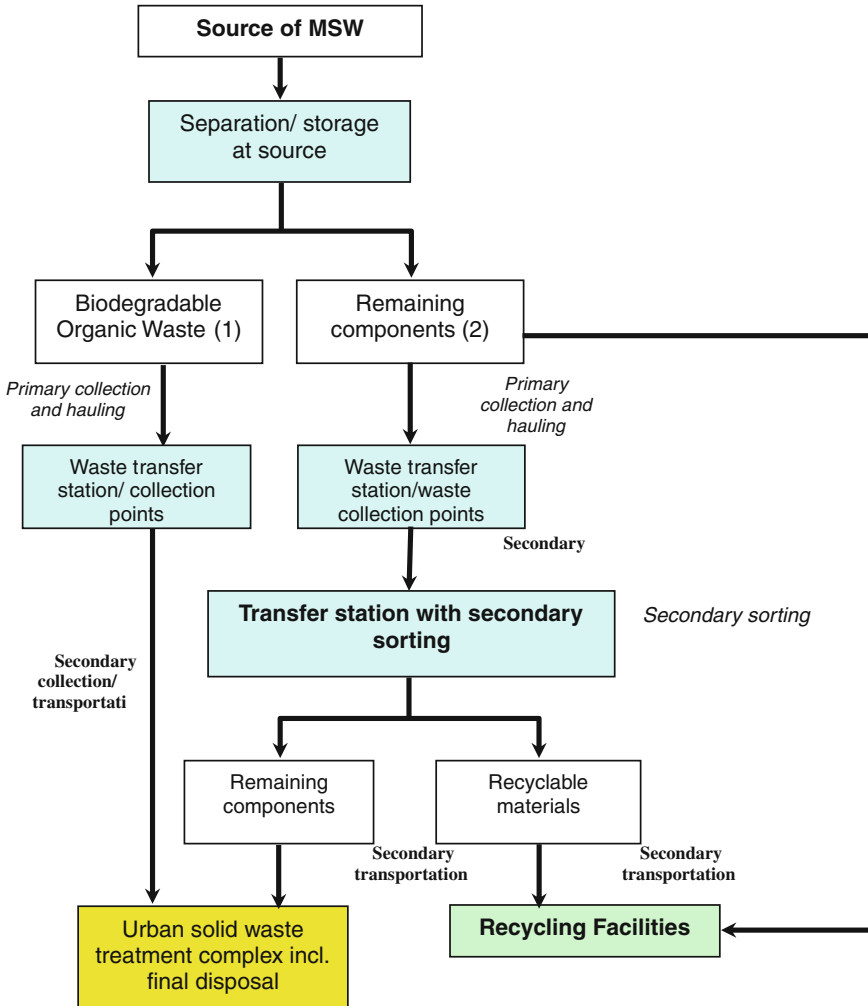 Source of MSW
Separation/ storage
at source
Biodegradable
Organic Waste (1)
Remaining
components (2)
Primary collection
and hauling
Primary
collection and
hauling
Waste transfer
station/ collection
points
Waste transfer
station/waste
collection points
Secondary
Transfer station with secondary
sorting
Secondary sorting
Secondary
collection/
transportati
Remaining
components
Recyclable
materials
Secondary
transportation
Secondary
transportation
Urban solid waste
treatment complex incl.
final disposal
Recycling Facilities